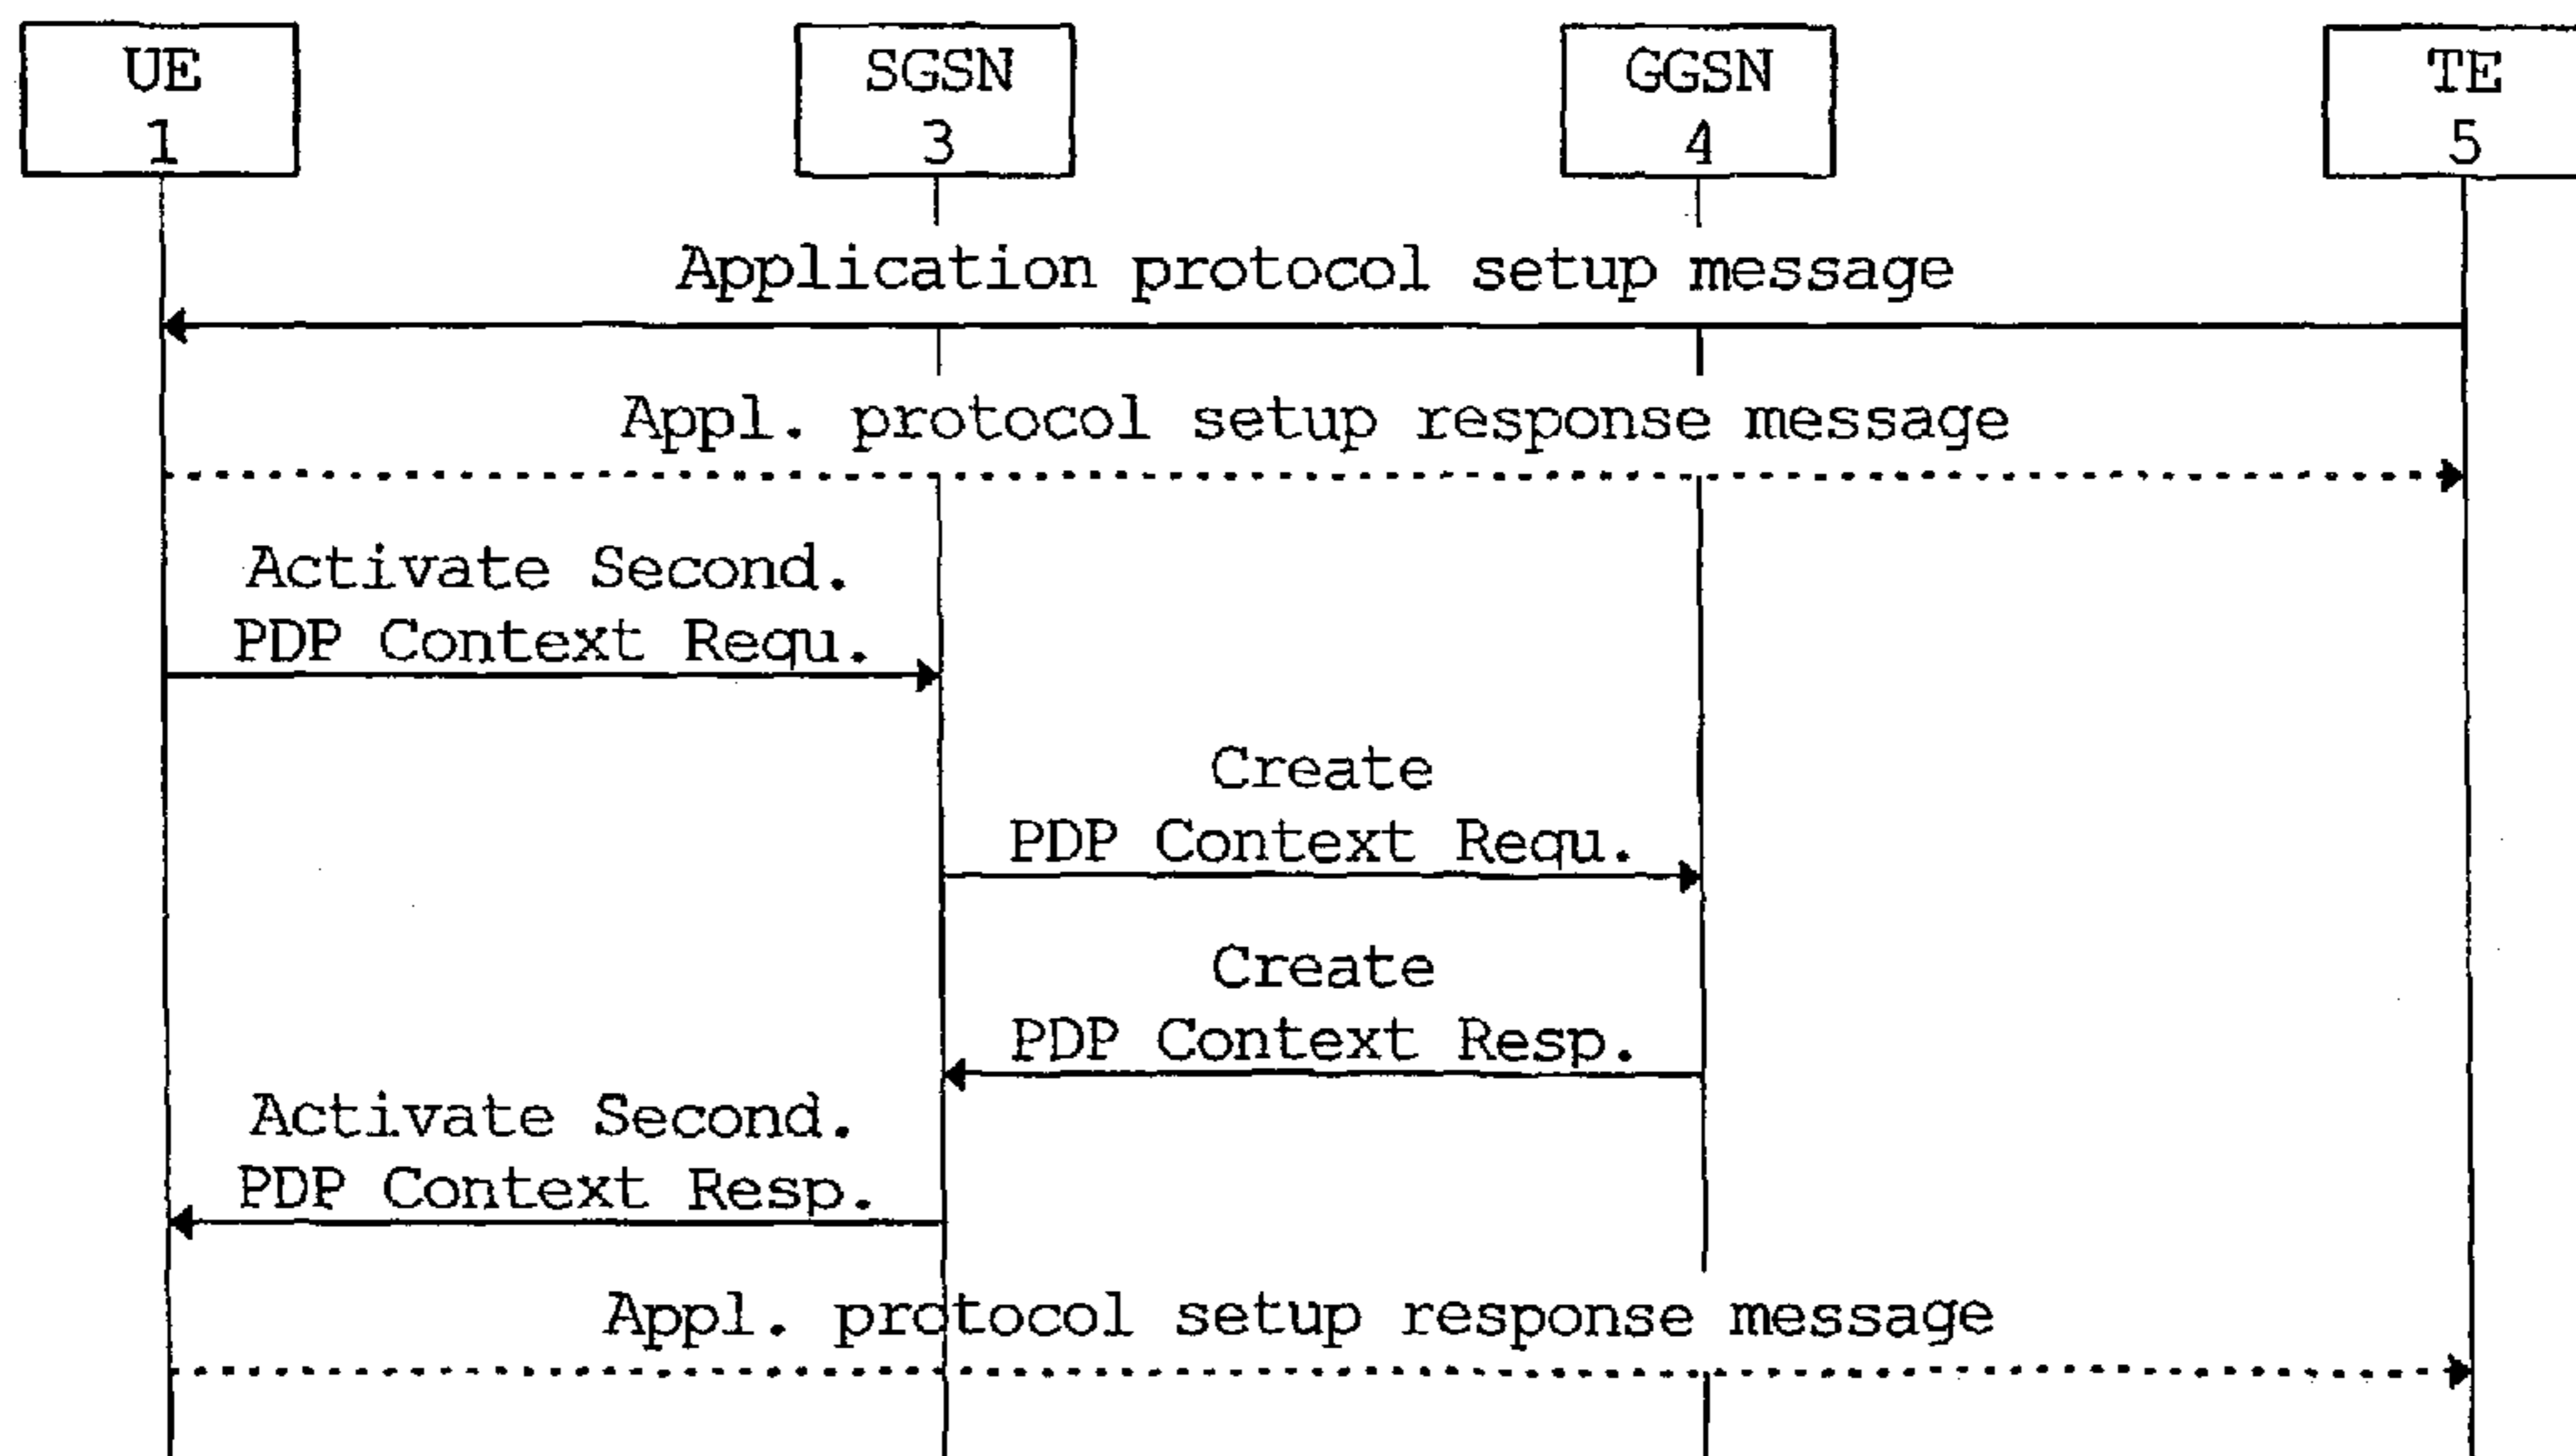 UE
1
SGSN
3
GGSN
4
TE
5
Application protocol setup message
Appl. protocol setup response message
Activate Second.
PDP Context Requ.
Create
PDP Context Requ.
Create
PDP Context Resp.
Activate Second.
PDP Context Resp.
Appl. protocol setup response message